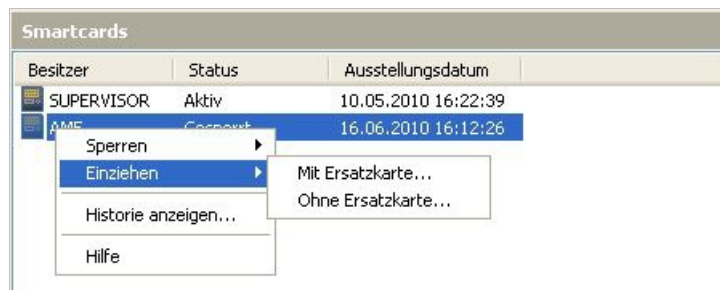 Smartcards
Besitzer Status Ausstellungsdatum
SUPERVISOR Aktiv 10.05.2010 16:22:39
16.06.2010 16:12:26
Sperren
Einziehen
Mit Ersatzkarte...
Ohne Ersatzkarte...
Historie anzeigen...
Hilfe